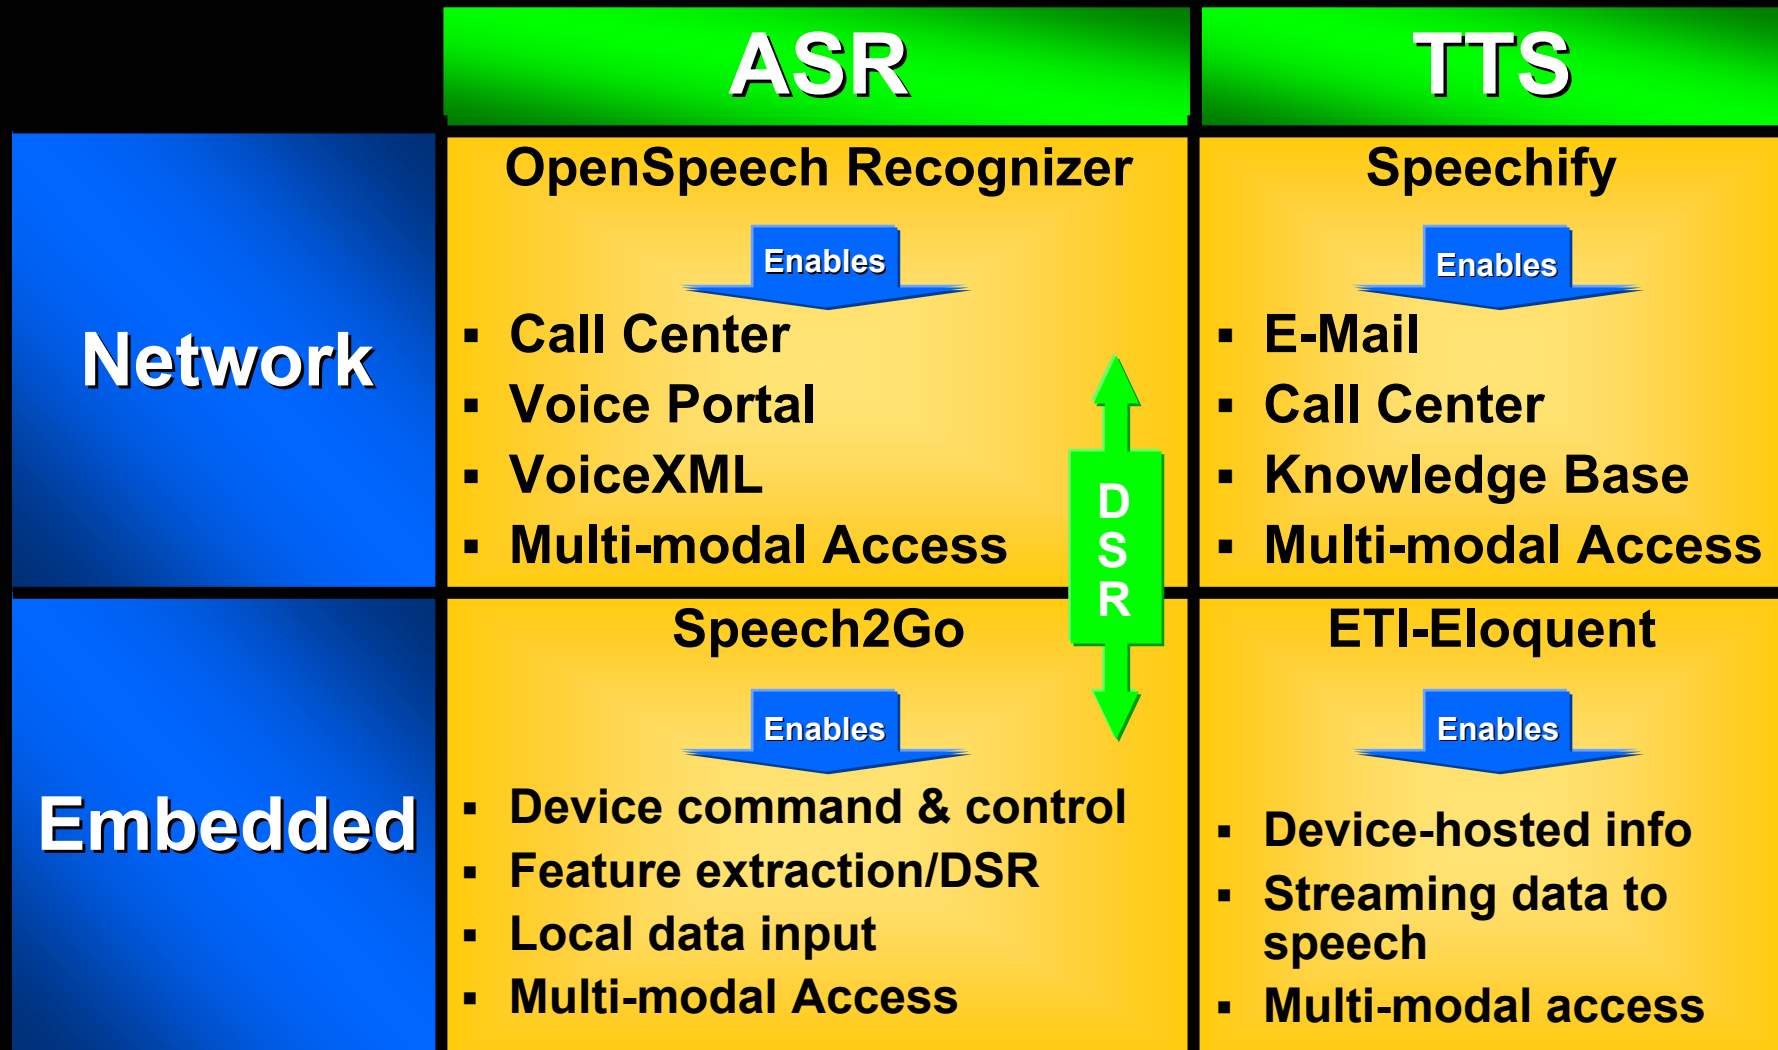 ASR
TTS
Network
OpenSpeech Recognizer
Enables
▪ Call Center
▪ Voice Portal
▪ VoiceXML
▪ Multi-modal Access
Speechify
Enables
▪ E-Mail
▪ Call Center
▪ Knowledge Base
▪ Multi-modal Access
D
S
R
Embedded
Speech2Go
Enables
▪ Device command & control
▪ Feature extraction/DSR
▪ Local data input
▪ Multi-modal Access
ETI-Eloquent
Enables
▪ Device-hosted info
▪ Streaming data to
speech
▪ Multi-modal access